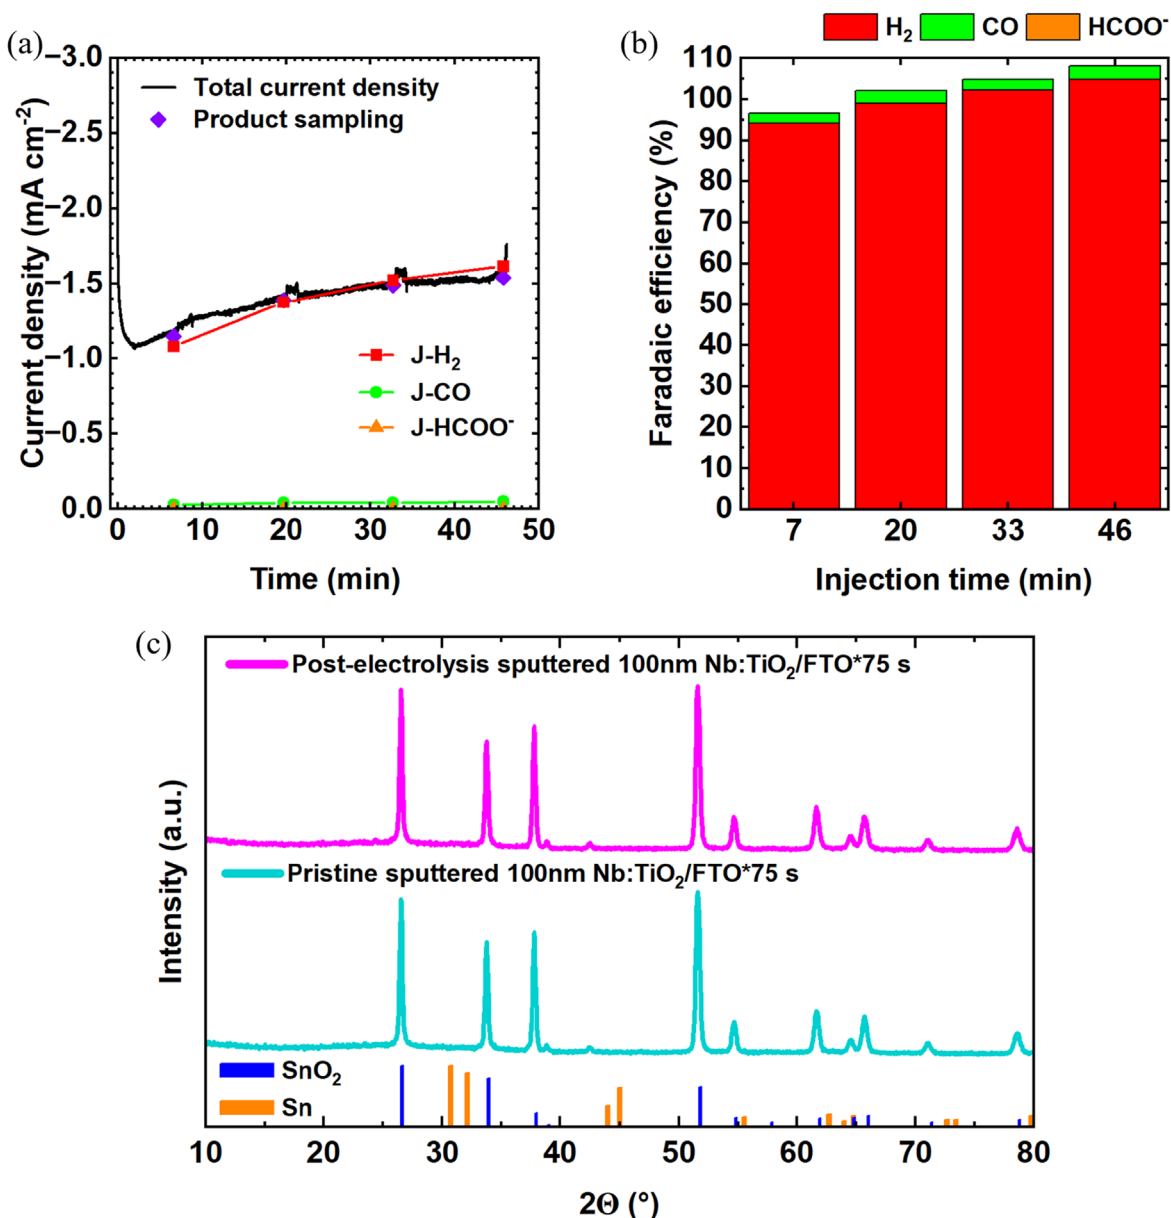 (a)
−3.0
−2.5
−2.0
−1.5
−1.0
−0.5
0.0
Current density (mA cm⁻²)
Total current density
Product sampling
J-H₂
J-CO
J-HCOO⁻
0 10 20 30 40 50
Time (min)
(b)
H₂ CO HCOO⁻
110
100
90
80
70
60
50
40
30
20
10
0
Faradaic efficiency (%)
7 20 33 46
Injection time (min)
(c)
Post-electrolysis sputtered 100nm Nb:TiO₂/FTO*75 s
Pristine sputtered 100nm Nb:TiO₂/FTO*75 s
SnO₂
Sn
Intensity (a.u.)
10 20 30 40 50 60 70 80
2Θ (°)